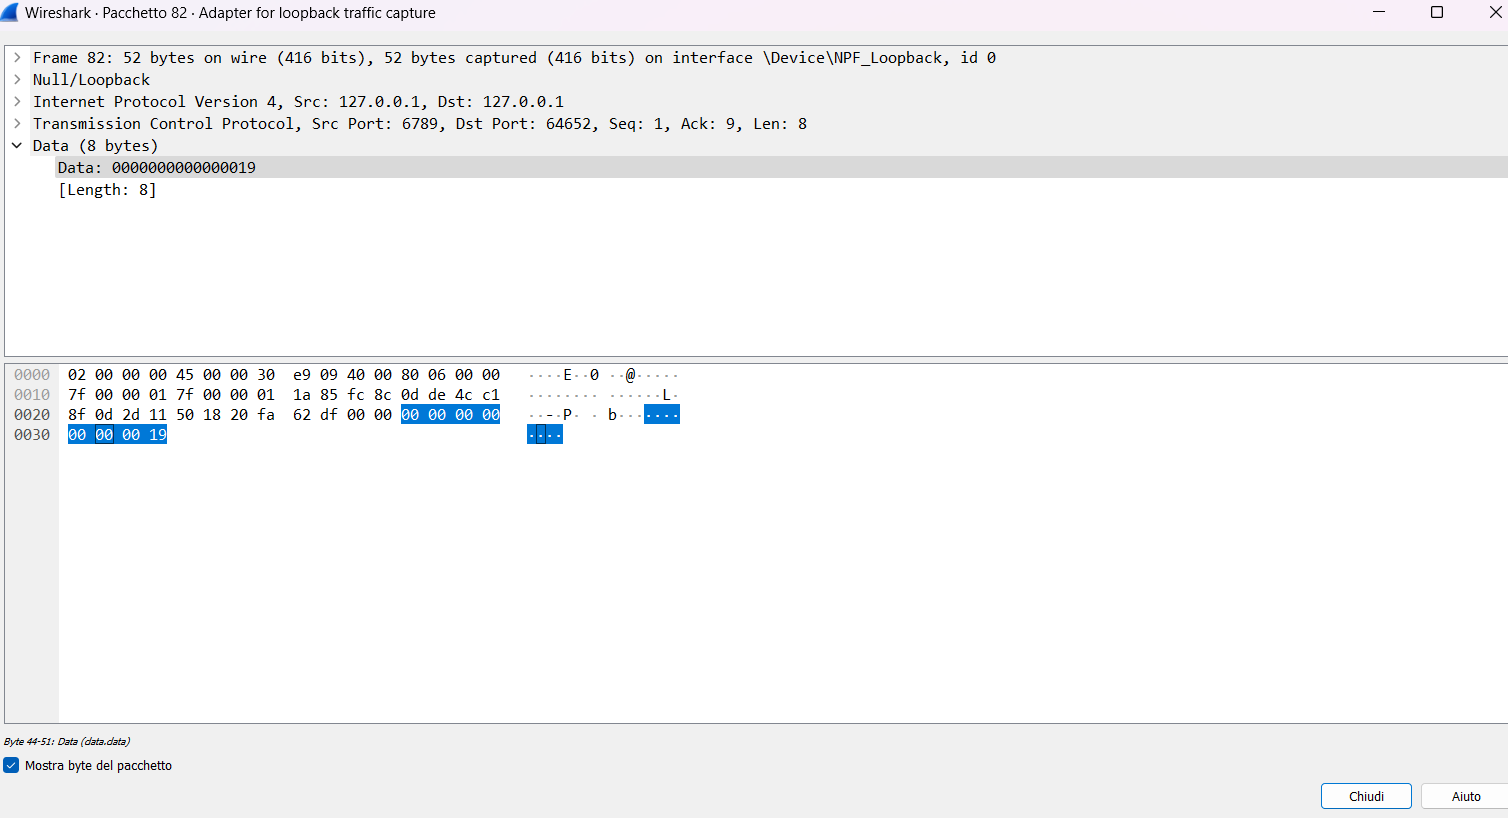 Wireshark · Pacchetto 82 · Adapter for loopback traffic capture
Frame 82: 52 bytes on wire (416 bits), 52 bytes captured (416 bits) on interface \Device\NPF_Loopback, id 0
Null/Loopback
Internet Protocol Version 4, Src: 127.0.0.1, Dst: 127.0.0.1
Transmission Control Protocol, Src Port: 6789, Dst Port: 64652, Seq: 1, Ack: 9, Len: 8
Data (8 bytes)
Data: 0000000000000019
[Length: 8]
0000 02 00 00 00 45 00 00 30 e9 09 40 00 80 06 00 00 ····E··0 ··@·····
0010 7f 00 00 01 7f 00 00 01 1a 85 fc 8c 0d de 4c c1 ········ ······L·
0020 8f 0d 2d 11 50 18 20 fa 62 df 00 00 00 00 00 00 ··-·P· · b·······
0030 00 00 00 19 ····
Byte 44-51: Data (data.data)
Mostra byte del pacchetto
Chiudi Aiuto